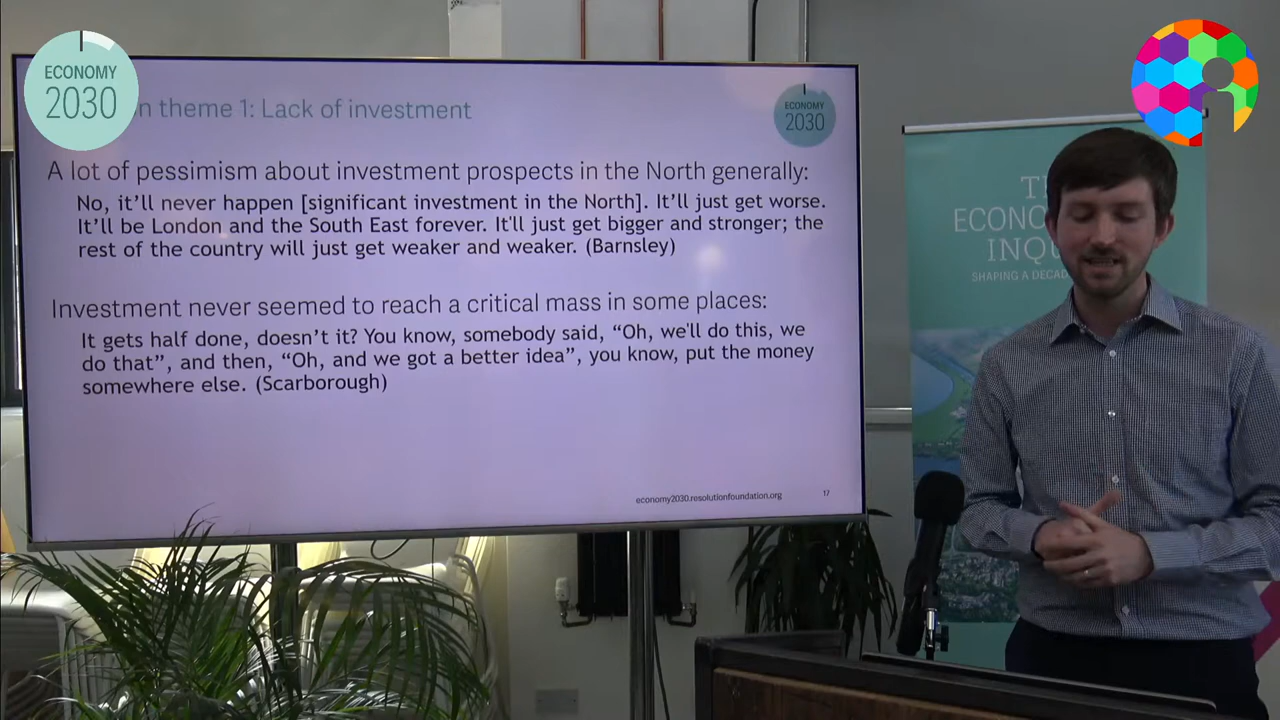 ECONOMY
2030
n theme 1: Lack of investment
ECONOMY
2030
A lot of pessimism about investment prospects in the North generally:
No, it'll never happen [significant investment in the North]. It'll just get worse.
It'll be London and the South East forever. It'll just get bigger and stronger; the
rest of the country will just get weaker and weaker. (Barnsley)
Investment never seemed to reach a critical mass in some places:
It gets half done, doesn't it? You know, somebody said, “Oh, we'll do this, we
do that”, and then, “Oh, and we got a better idea”, you know, put the money
somewhere else. (Scarborough)
economy2030.resolutionfoundation.org
17
T
ECONO
INQU
SHAPING A DECAD